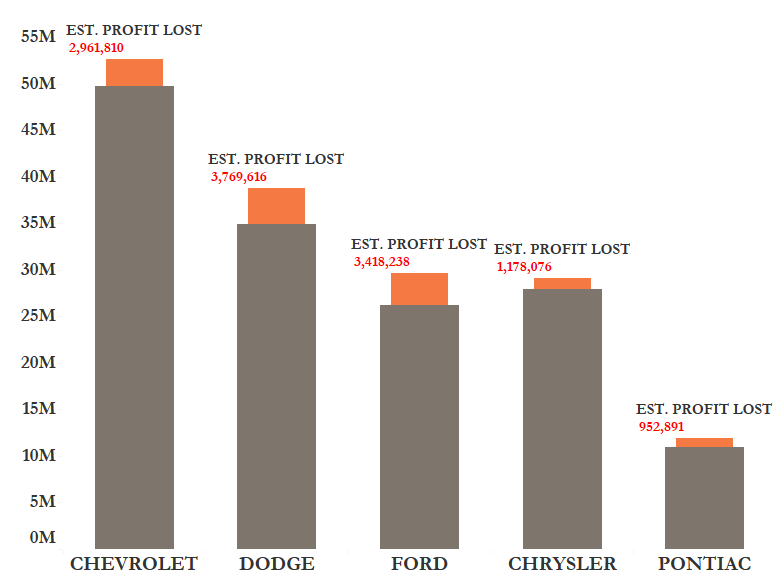 55M
50M
45M
40M
35M
30M
25M
20M
15M
10M
5M
0M
EST. PROFIT LOST
2,961,810
EST. PROFIT LOST
3,769,616
EST. PROFIT LOST
3,418,238
EST. PROFIT LOST
1,178,076
EST. PROFIT LOST
952,891
CHEVROLET DODGE FORD CHRYSLER PONTIAC